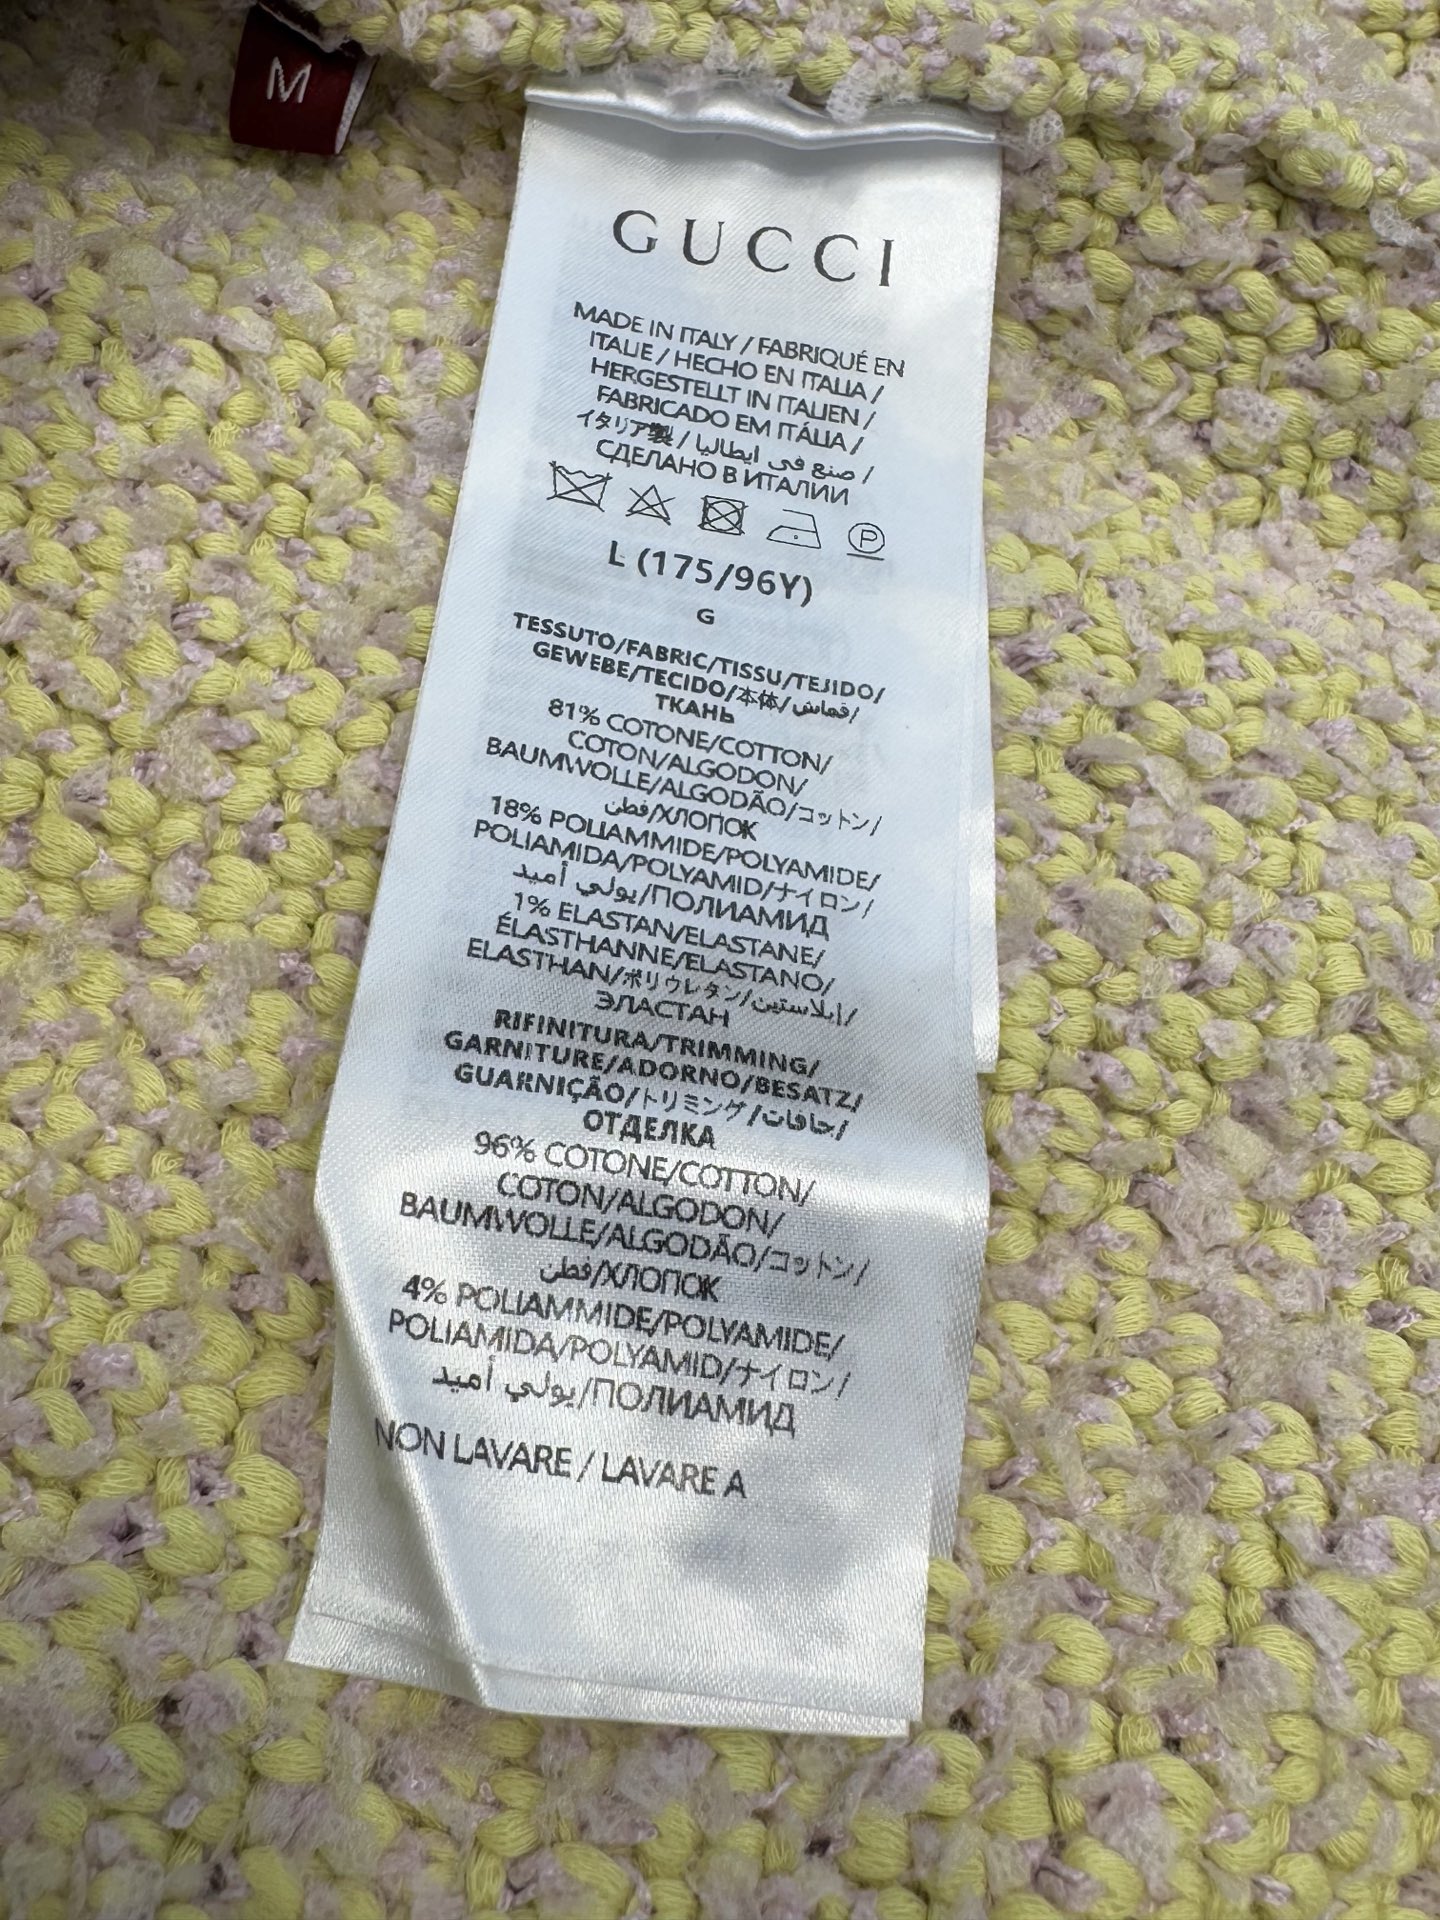 M
GUCCI
MADE IN ITALY / FABRIQUÉ EN
ITALIE / HECHO EN ITALIA /
HERGESTELLT IN ITALIEN /
FABRICADO EM ITÁLIA /
イタリア製 / صنع في ايطاليا /
СДЕЛАНО В ИТАЛИИ
P
L (175/96Y)
G
TESSUTO/FABRIC/TISSU/TEJIDO/
GEWEBE/TECIDO/本体/قماش/
ТКАНЬ
81% COTONE/COTTON/
COTON/ALGODON/
BAUMWOLLE/ALGODÃO/コットン/
قطن/ХЛОПОК
18% POLIAMMIDE/POLYAMIDE/
POLIAMIDA/POLYAMID/ナイロン/
بولي أميد/ПОЛИАМИД
1% ELASTAN/ELASTANE/
ÉLASTHANNE/ELASTANO/
ELASTHAN/ポリウレタン/إيلاستين/
ЭЛАСТАН
RIFINITURA/TRIMMING/
GARNITURE/ADORNO/BESATZ/
GUARNIÇÃO/トリミング/حافات/
ОТДЕЛКА
96% COTONE/COTTON/
COTON/ALGODON/
BAUMWOLLE/ALGODÃO/コットン/
قطن/ХЛОПОК
4% POLIAMMIDE/POLYAMIDE/
POLIAMIDA/POLYAMID/ナイロン/
بولي أميد/ПОЛИАМИД
NON LAVARE / LAVARE A